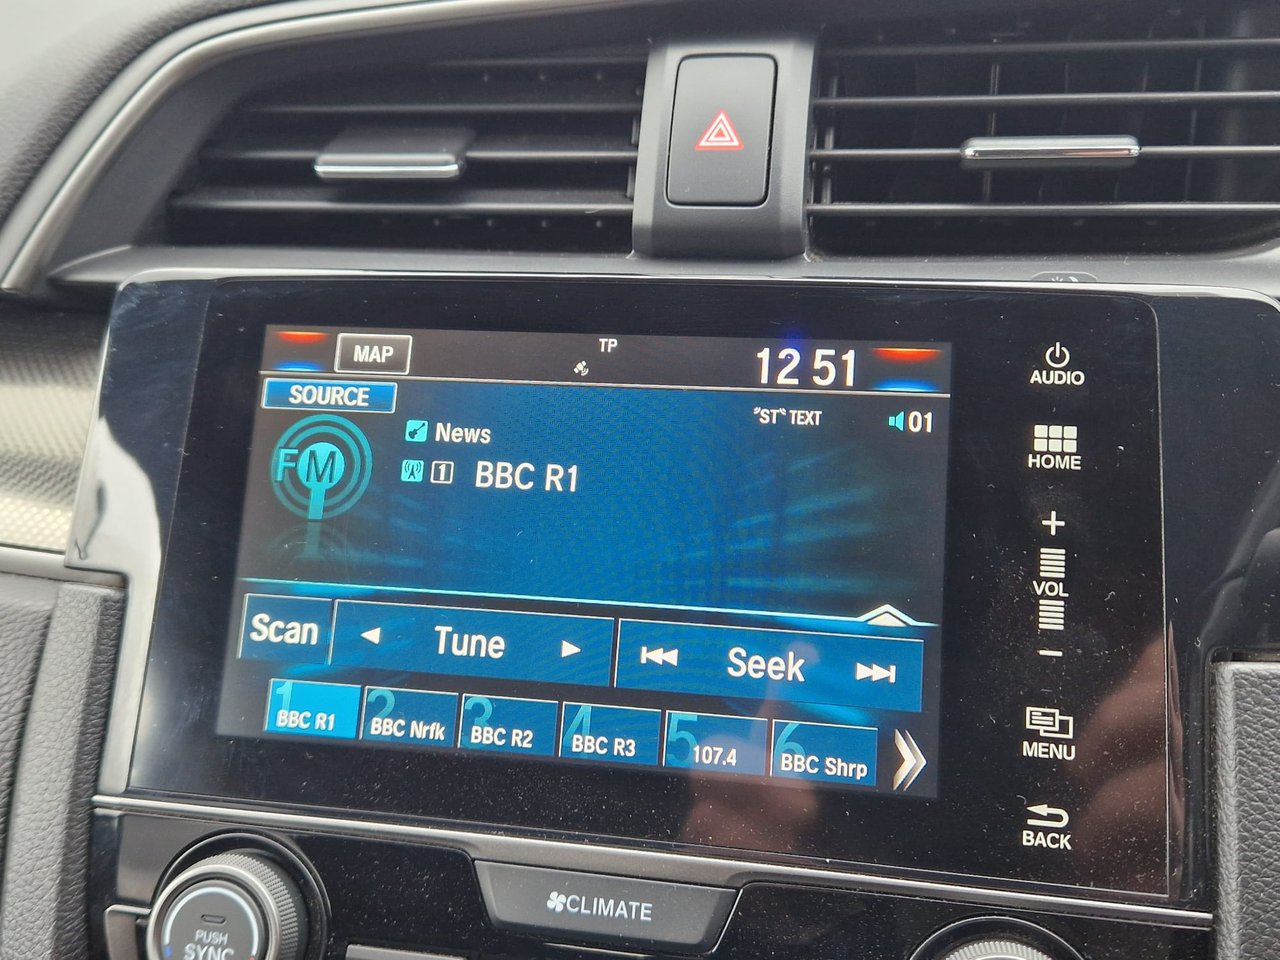 MAP
TP
12 51
SOURCE
"ST" TEXT
01
FM
News
1 BBC R1
Scan
Tune
Seek
1 BBC R1
2 BBC Nrfk
3 BBC R2
4 BBC R3
5 107.4
6 BBC Shrp
AUDIO
HOME
+
VOL
-
MENU
BACK
CLIMATE
PUSH
SYNC